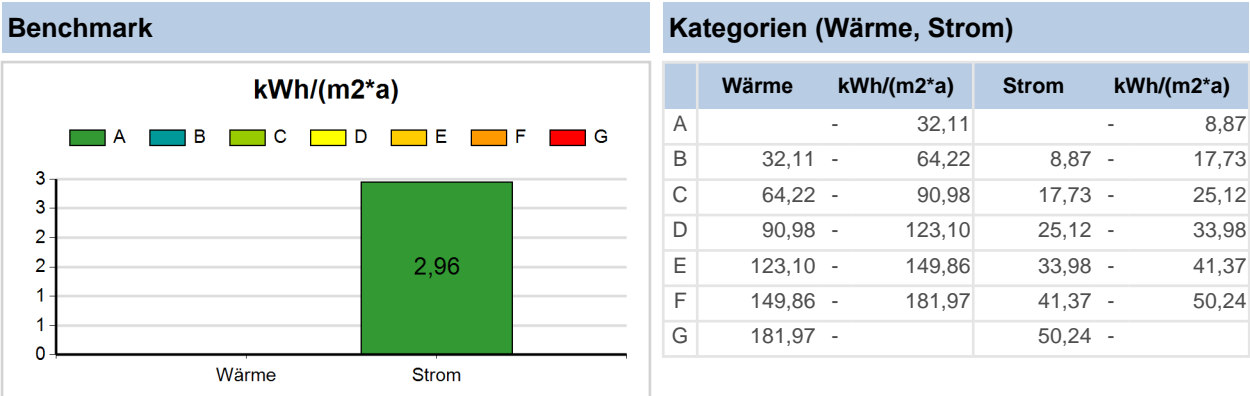 Benchmark
kWh/(m2*a)
A B C D E F G
3
3
2
2
1
1
0
2,96
Wärme Strom
Kategorien (Wärme, Strom)
Wärme kWh/(m2*a) Strom kWh/(m2*a)
A - 32,11 - 8,87
B 32,11 - 64,22 8,87 - 17,73
C 64,22 - 90,98 17,73 - 25,12
D 90,98 - 123,10 25,12 - 33,98
E 123,10 - 149,86 33,98 - 41,37
F 149,86 - 181,97 41,37 - 50,24
G 181,97 - 50,24 -